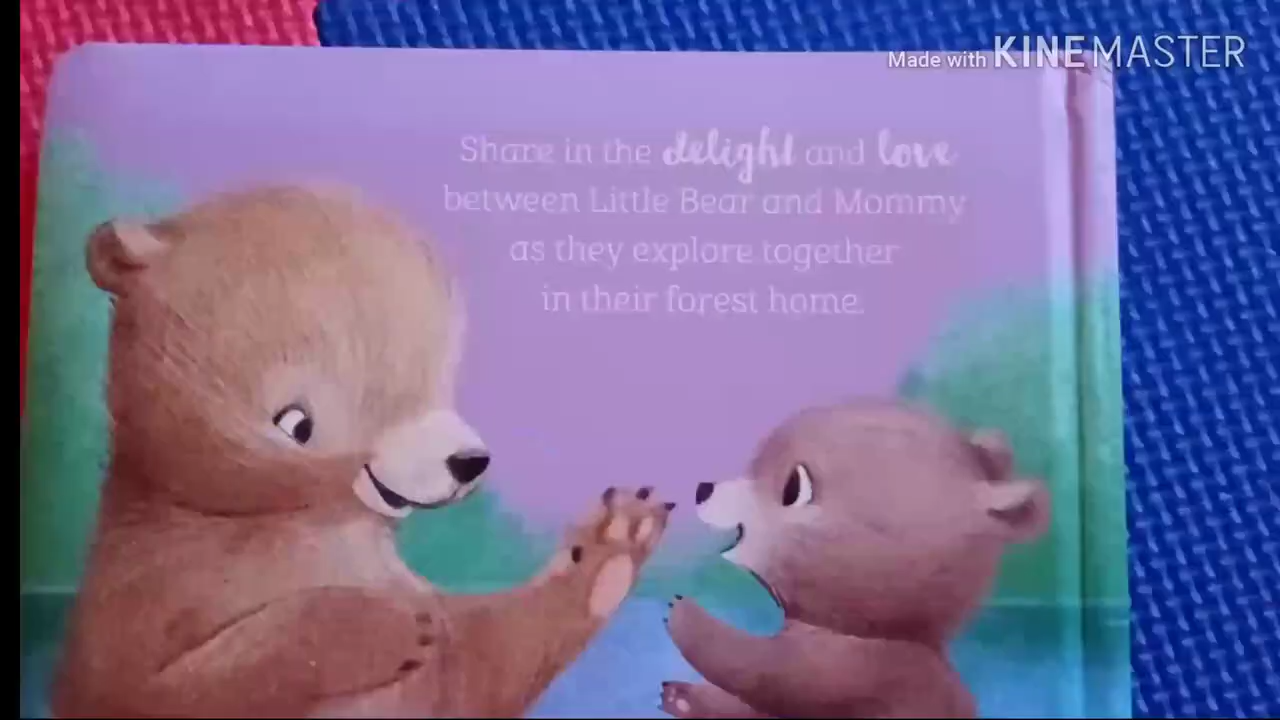 Made with KINEMASTER
Share in the delight and love
between Little Bear and Mommy
as they explore together
in their forest home.